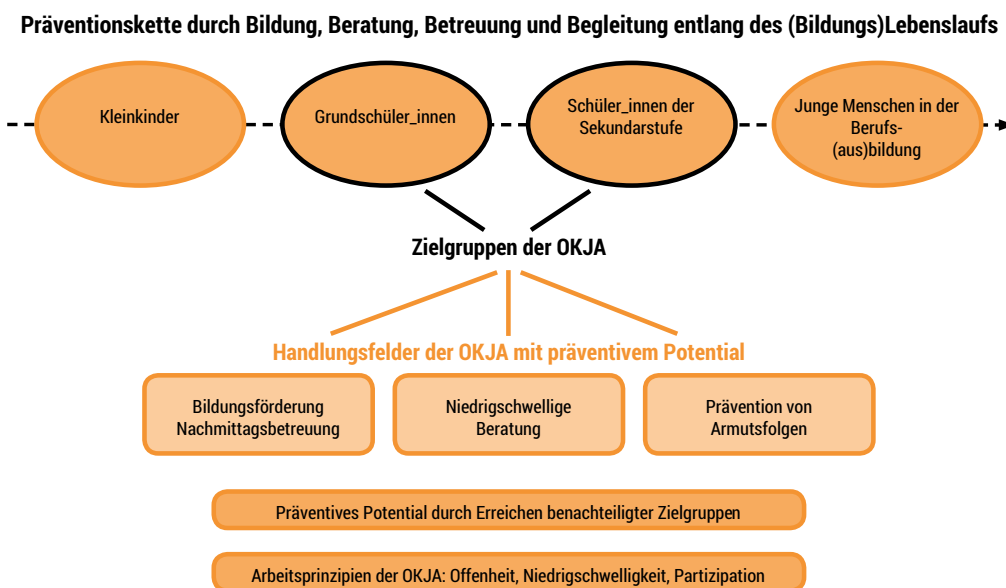 Präventionskette durch Bildung, Beratung, Betreuung und Begleitung entlang des (Bildungs)Lebenslaufs
Kleinkinder
Grundschüler_innen
Schüler_innen der
Sekundarstufe
Junge Menschen in der
Berufs-
(aus)bildung
Zielgruppen der OKJA
Handlungsfelder der OKJA mit präventivem Potential
Bildungsförderung
Nachmittagsbetreuung
Niedrigschwellige
Beratung
Prävention von
Armutsfolgen
Präventives Potential durch Erreichen benachteiligter Zielgruppen
Arbeitsprinzipien der OKJA: Offenheit, Niedrigschwelligkeit, Partizipation